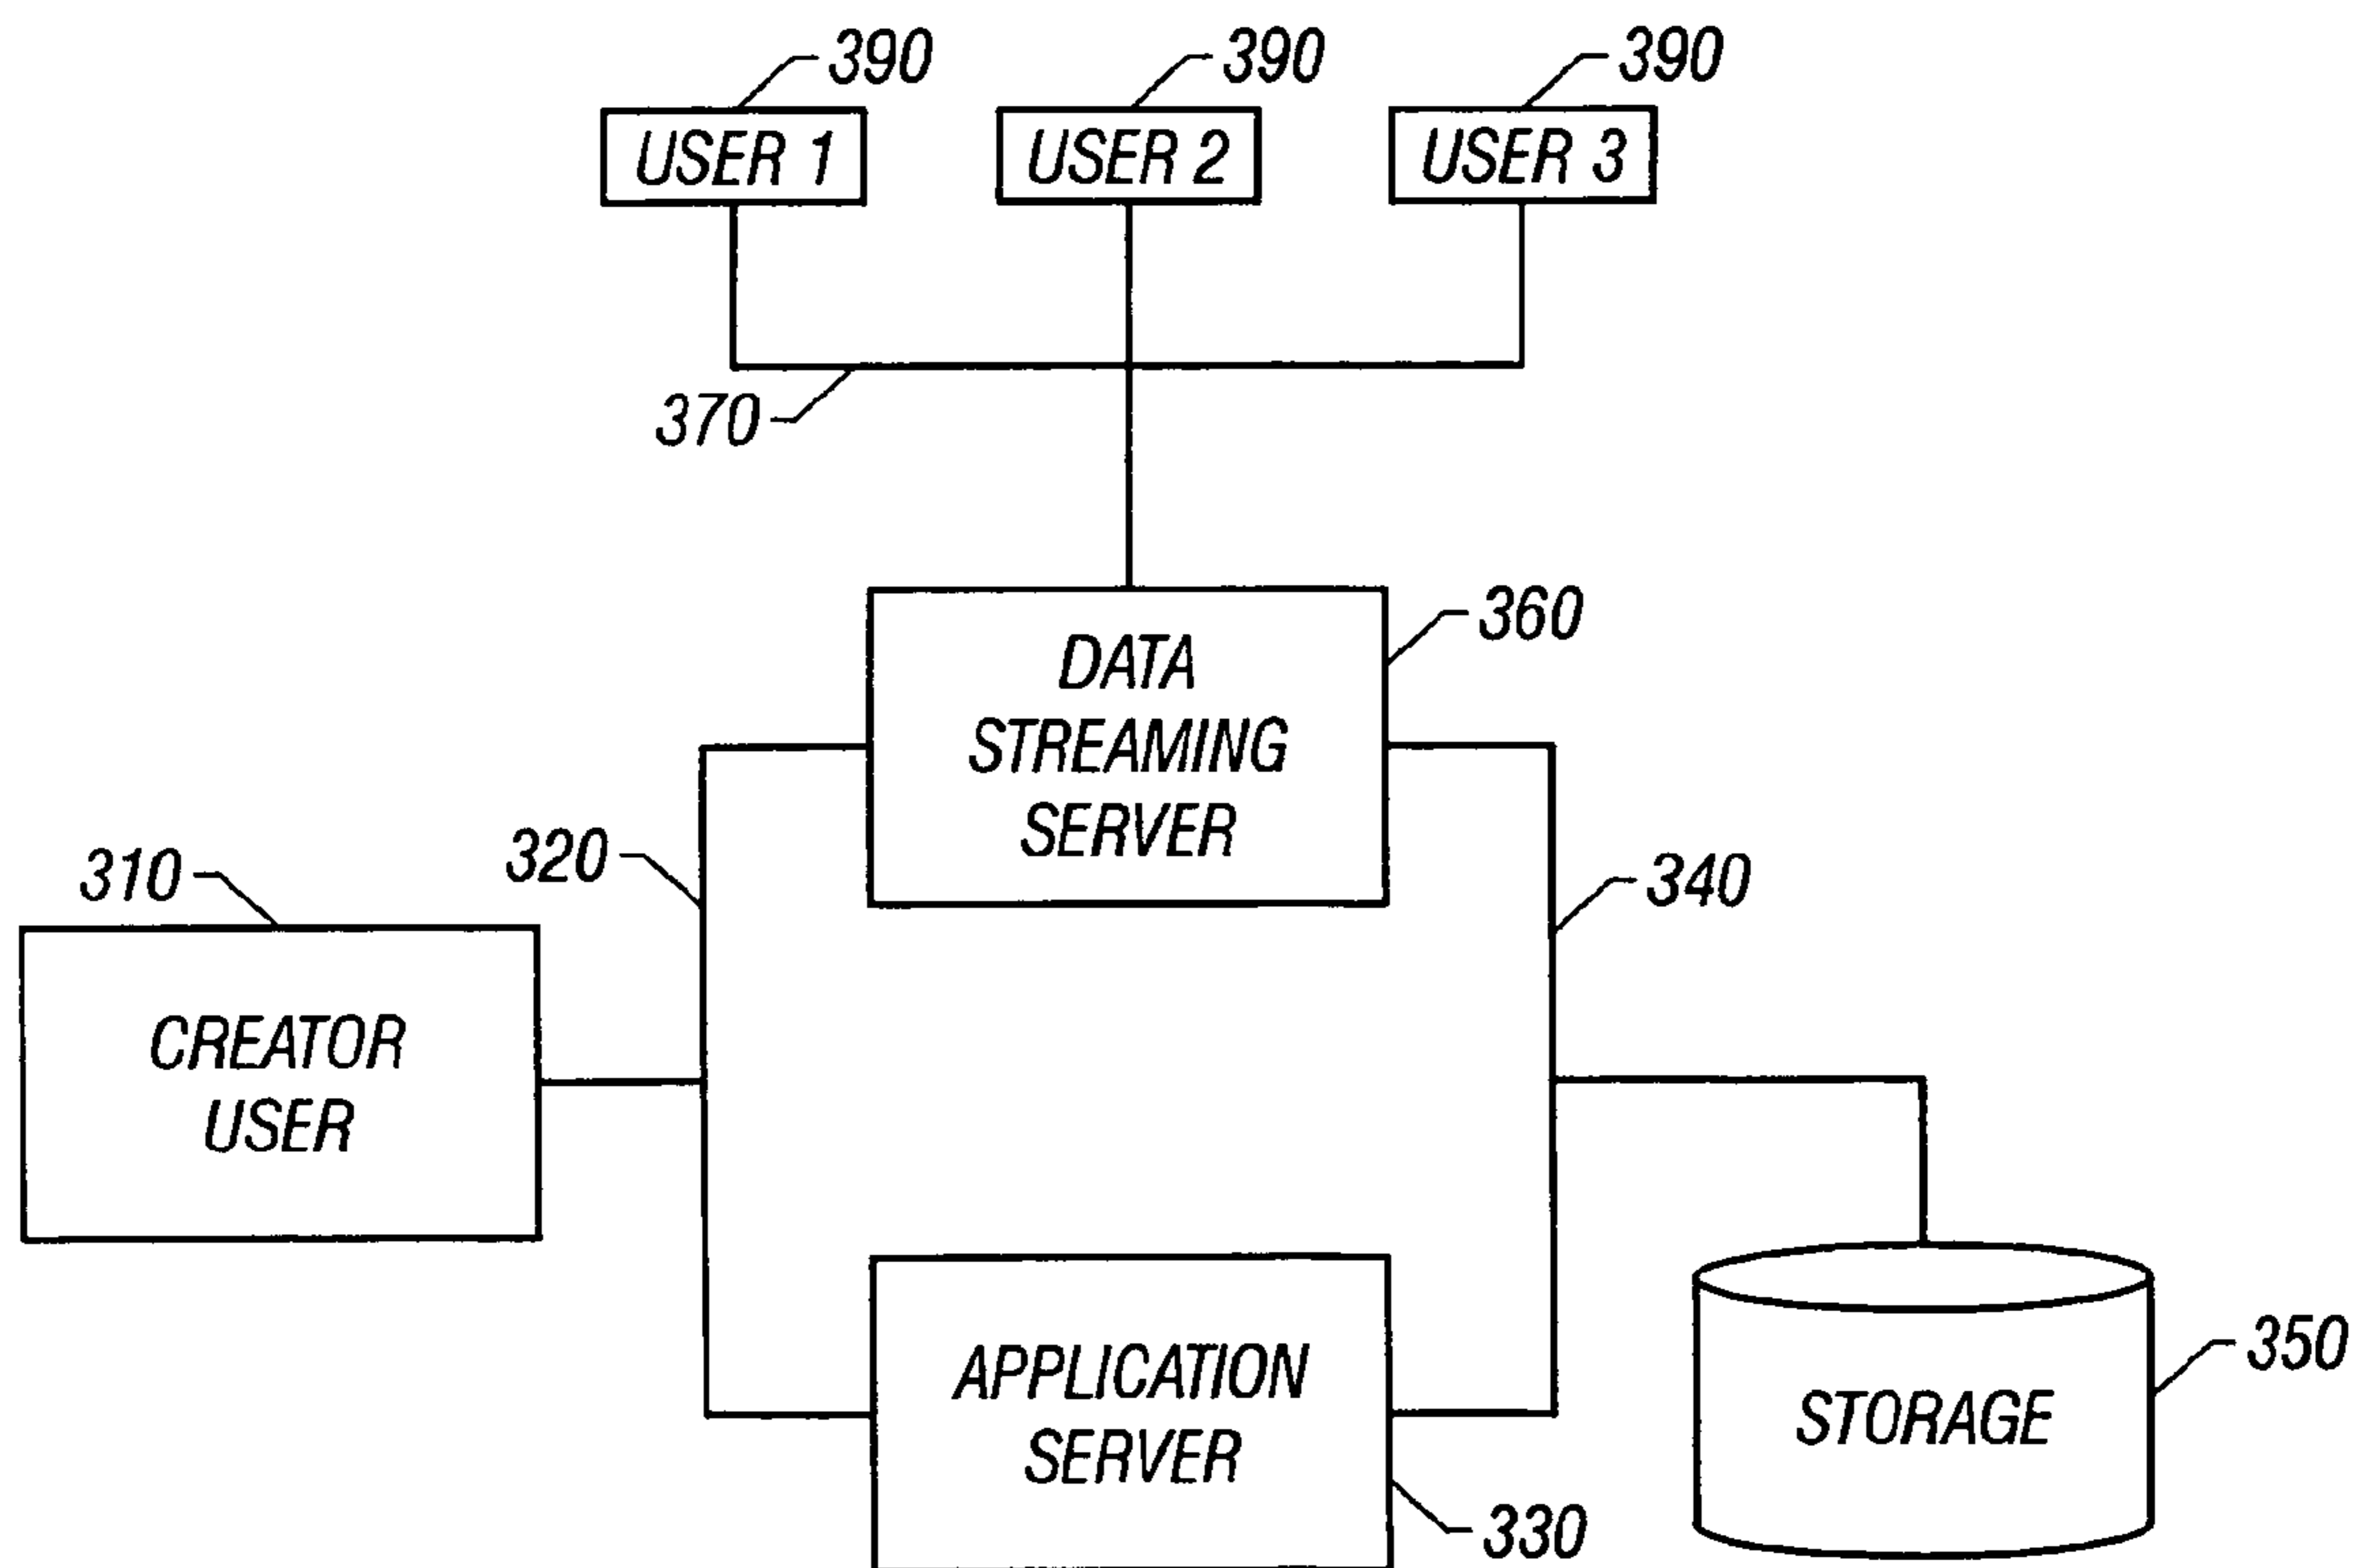 390
390
390
USER 1
USER 2
USER 3
370
360
DATA
STREAMING
SERVER
320
310
340
CREATOR
USER
350
APPLICATION
SERVER
STORAGE
330